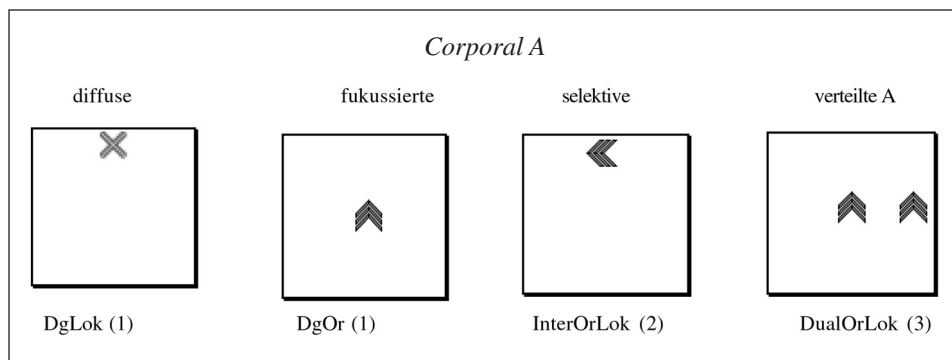 Corporal A
diffuse fukussierte selektive verteilte A
DgLok (1) DgOr (1) InterOrLok (2) DualOrLok (3)